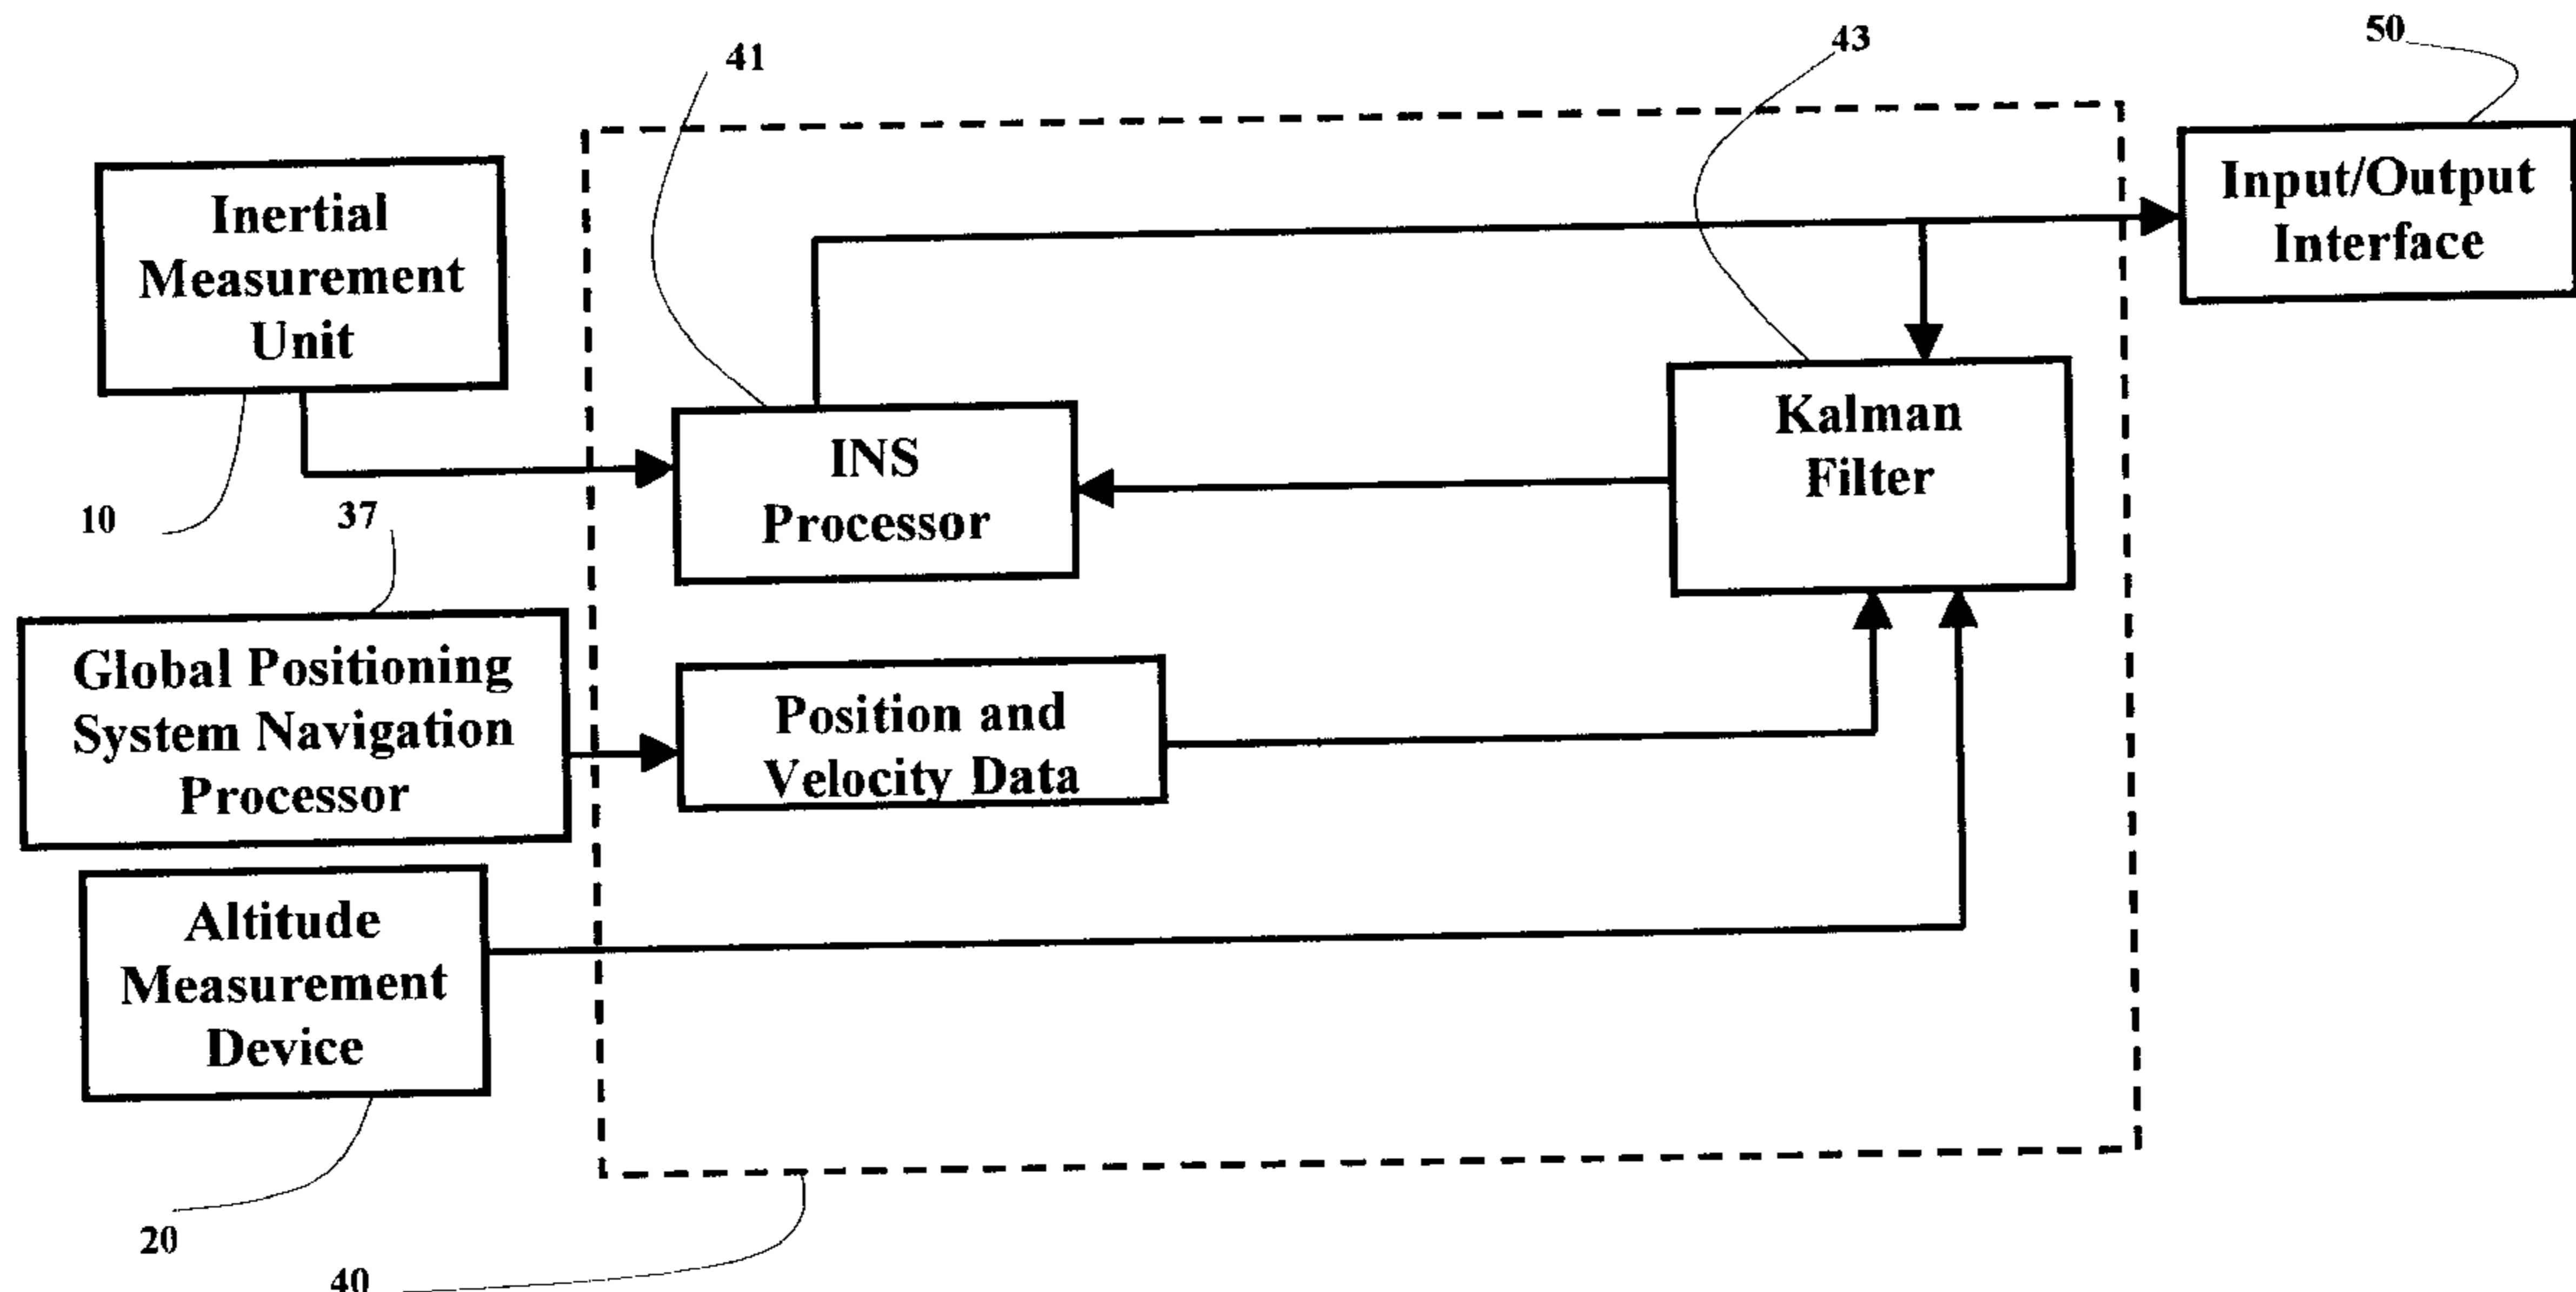 41
43
50
Inertial
Measurement
Unit
Input/Output
Interface
INS
Processor
Kalman
Filter
10
37
Global Positioning
System Navigation
Processor
Position and
Velocity Data
Altitude
Measurement
Device
20
40